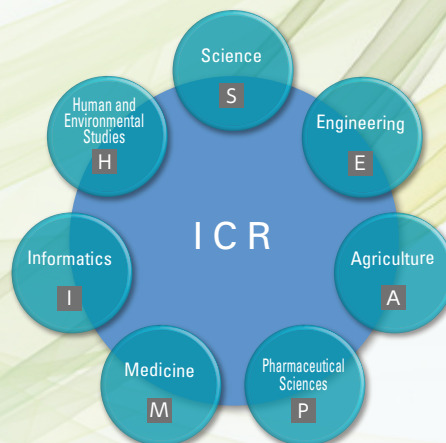 Science
S
Engineering
E
Agriculture
A
Pharmaceutical
Sciences
P
Medicine
M
Informatics
I
Human and
Environmental
Studies
H
ICR